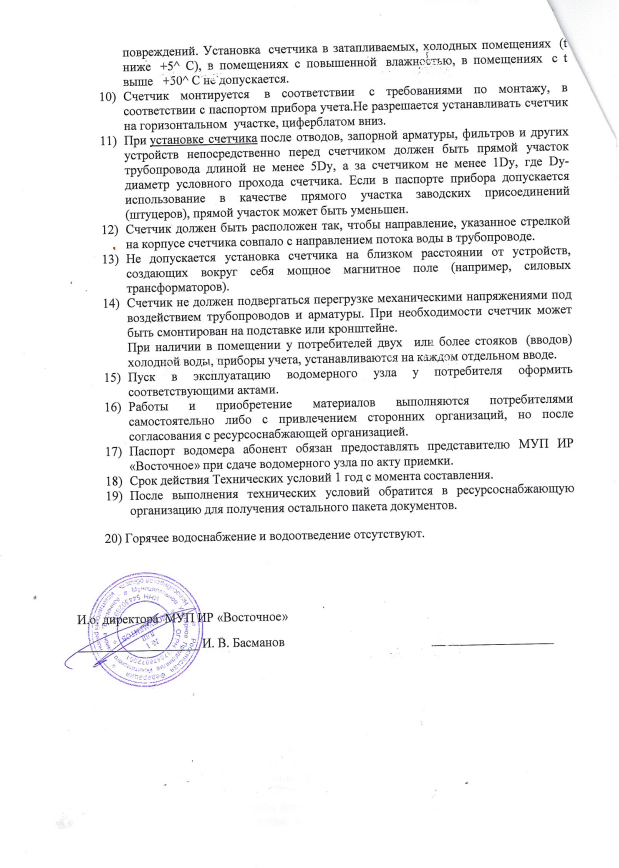 повреждений. Установка счетчика в затапливаемых, холодных помещениях (t
ниже +5^ С), в помещениях с повышенной влажностью, в помещениях с t
выше +50^ С не допускается.
10) Счетчик монтируется в соответствии с требованиями по монтажу, в
соответствии с паспортом прибора учета.Не разрешается устанавливать счетчик
на горизонтальном участке, циферблатом вниз.
11) При установке счетчика после отводов, запорной арматуры, фильтров и других
устройств непосредственно перед счетчиком должен быть прямой участок
трубопровода длиной не менее 5Dy, а за счетчиком не менее 1Dy, где Dy-
диаметр условного прохода счетчика. Если в паспорте прибора допускается
использование в качестве прямого участка заводских присоединений
(штуцеров), прямой участок может быть уменьшен.
12) Счетчик должен быть расположен так, чтобы направление, указанное стрелкой
на корпусе счетчика совпало с направлением потока воды в трубопроводе.
13) Не допускается установка счетчика на близком расстоянии от устройств,
создающих вокруг себя мощное магнитное поле (например, силовых
трансформаторов).
14) Счетчик не должен подвергаться перегрузке механическими напряжениями под
воздействием трубопроводов и арматуры. При необходимости счетчик может
быть смонтирован на подставке или кронштейне.
При наличии в помещении у потребителей двух или более стояков (вводов)
холодной воды, приборы учета, устанавливаются на каждом отдельном вводе.
15) Пуск в эксплуатацию водомерного узла у потребителя оформить
соответствующими актами.
16) Работы и приобретение материалов выполняются потребителями
самостоятельно либо с привлечением сторонних организаций, но после
согласования с ресурсоснабжающей организацией.
17) Паспорт водомера абонент обязан предоставлять представителю МУП ИР
«Восточное» при сдаче водомерного узла по акту приемки.
18) Срок действия Технических условий 1 год с момента составления.
19) После выполнения технических условий обратится в ресурсоснабжающую
организацию для получения остального пакета документов.
20) Горячее водоснабжение и водоотведение отсутствуют.
И.о. директора МУП ИР «Восточное»
И. В. Басманов